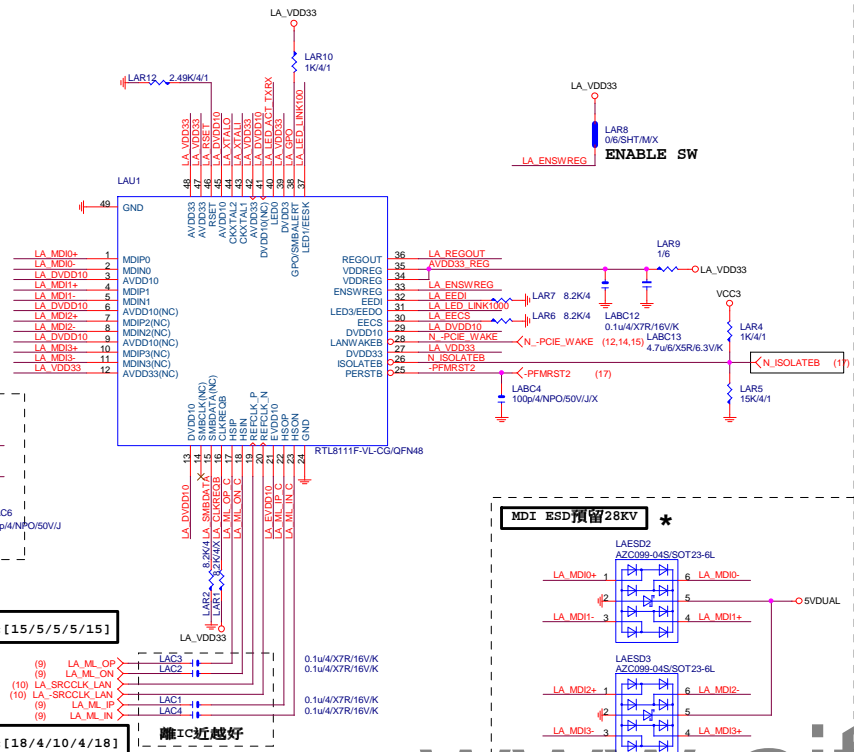 LA_VDD33
LAR10
1K/4/1
LAR12 2.49K/4/1
LA_VDD33
LA_VDD33
LA_RSET
LA_DVDD10
LA_XTALO
LA_XTALI
LA_VDD33
LA_DVDD10
LA_LED_ACT_TXRX
LA_VDD33
LA_GPO
LA_LED_LINK100
48 47 46 45 44 43 42 41 40 39 38 37
LAU1
AVDD33
AVDD33
RSET
AVDD10
CKXTAL2
CKXTAL1
AVDD33
DVDD10(NC)
LED0
DVDD3
GPO/SMBALERT
LED1/EESK
LA_VDD33
LAR8
0/6/SHT/M/X
LA_ENSWREG
ENABLE SW
49 GND
LA_MDI0+ 1 MDIP0
LA_MDI0- 2 MDIN0
LA_DVDD10 3 AVDD10
LA_MDI1+ 4 MDIP1
LA_MDI1- 5 MDIN1
LA_DVDD10 6 AVDD10(NC)
LA_MDI2+ 7 MDIP2(NC)
LA_MDI2- 8 MDIN2(NC)
LA_DVDD10 9 AVDD10(NC)
LA_MDI3+ 10 MDIP3(NC)
LA_MDI3- 11 MDIN3(NC)
LA_VDD33 12 AVDD33(NC)
REGOUT 36 LA_REGOUT
VDDREG 35 AVDD33_REG
VDDREG 34
ENSWREG 33 LA_ENSWREG
EEDI 32 LA_EEDI
LED3/EEDO 31 LA_LED_LINK1000
EECS 30 LA_EECS
DVDD10 29 LA_DVDD10
LANWAKEB 28 N_-PCIE_WAKE
DVDD33 27 LA_VDD33
ISOLATEB 26 N_ISOLATEB
PERSTB 25 -PFMRST2
LAR9
1/6
LA_VDD33
LAR7 8.2K/4
LAR6 8.2K/4
LABC12
0.1u/4/X7R/16V/K
LABC13
4.7u/6/X5R/6.3V/K
N_-PCIE_WAKE (12,14,15)
VCC3
LAR4
1K/4/1
N_ISOLATEB (17)
-PFMRST2 (17)
LABC4
100p/4/NPO/50V/J/X
LAR5
15K/4/1
DVDD10
SMBCLK(NC)
SMBDATA(NC)
CLKREQB
HSIP
HSIN
REFCLK_P
REFCLK_N
EVDD10
HSOP
HSON
GND
RTL8111F-VL-CG/QFN48
13 14 15 16 17 18 19 20 21 22 23 24
LA_DVDD10
LA_SMBDATA
LA_CLKREQB
LA_ML_OP_C
LA_ML_ON_C
LA_EVDD10
LA_ML_IP_C
LA_ML_IN_C
8.2K/4
8.2K/4/X
LAR2
LAR1
LA_VDD33
C6
p/4/NPO/50V/J
[15/5/5/5/15]
(9) LA_ML_OP LAC3 0.1u/4/X7R/16V/K
(9) LA_ML_ON LAC2 0.1u/4/X7R/16V/K
(10) LA_SRCCLK_LAN
(10) LA_-SRCCLK_LAN
(9) LA_ML_IP LAC1 0.1u/4/X7R/16V/K
(9) LA_ML_IN LAC4 0.1u/4/X7R/16V/K
離IC近越好
[18/4/10/4/18]
MDI ESD預留28KV *
LAESD2
AZC099-04S/SOT23-6L
LA_MDI0+ 1 6 LA_MDI0-
2 5 5VDUAL
LA_MDI1- 3 4 LA_MDI1+
LAESD3
AZC099-04S/SOT23-6L
LA_MDI2+ 1 6 LA_MDI2-
2 5
LA_MDI3- 3 4 LA_MDI3+